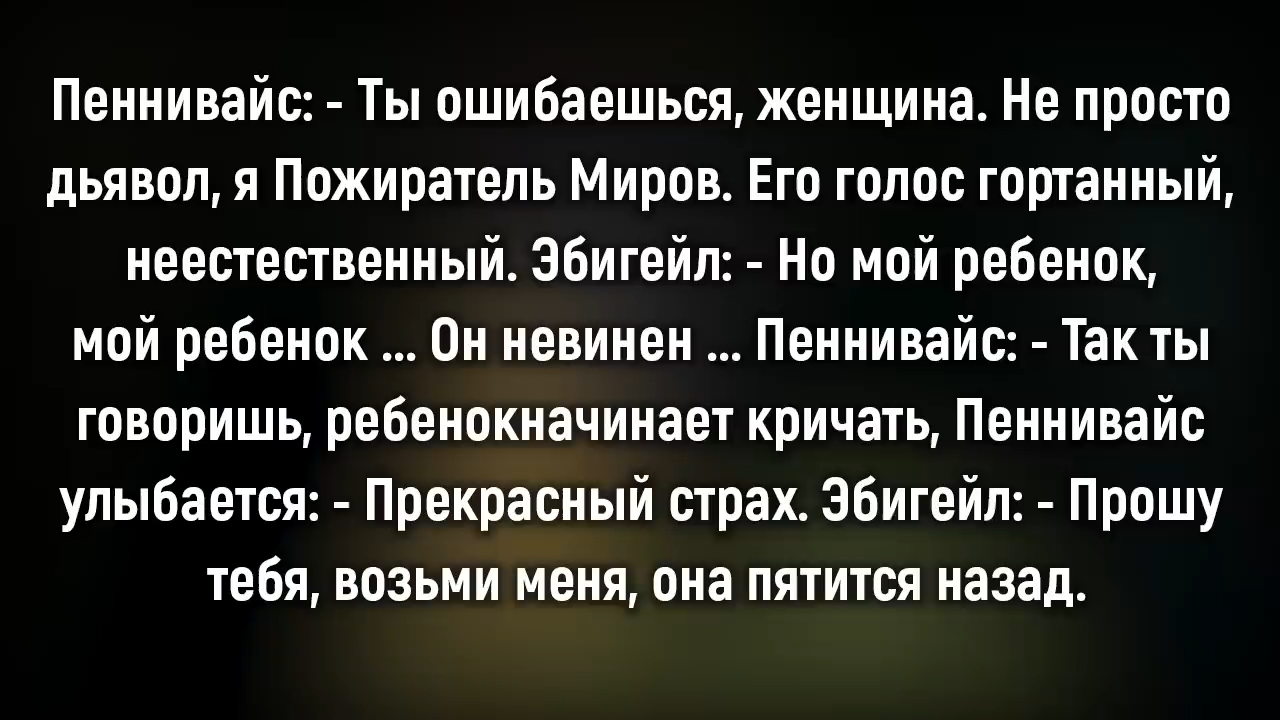 Пеннивайс: - Ты ошибаешься, женщина. Не просто
дьявол, я Пожиратель Миров. Его голос гортанный,
неестественный. Эбигейл: - Но мой ребенок,
мой ребенок ... Он невинен ... Пеннивайс: - Так ты
говоришь, ребенокначинает кричать, Пеннивайс
улыбается: - Прекрасный страх. Эбигейл: - Прошу
тебя, возьми меня, она пятится назад.